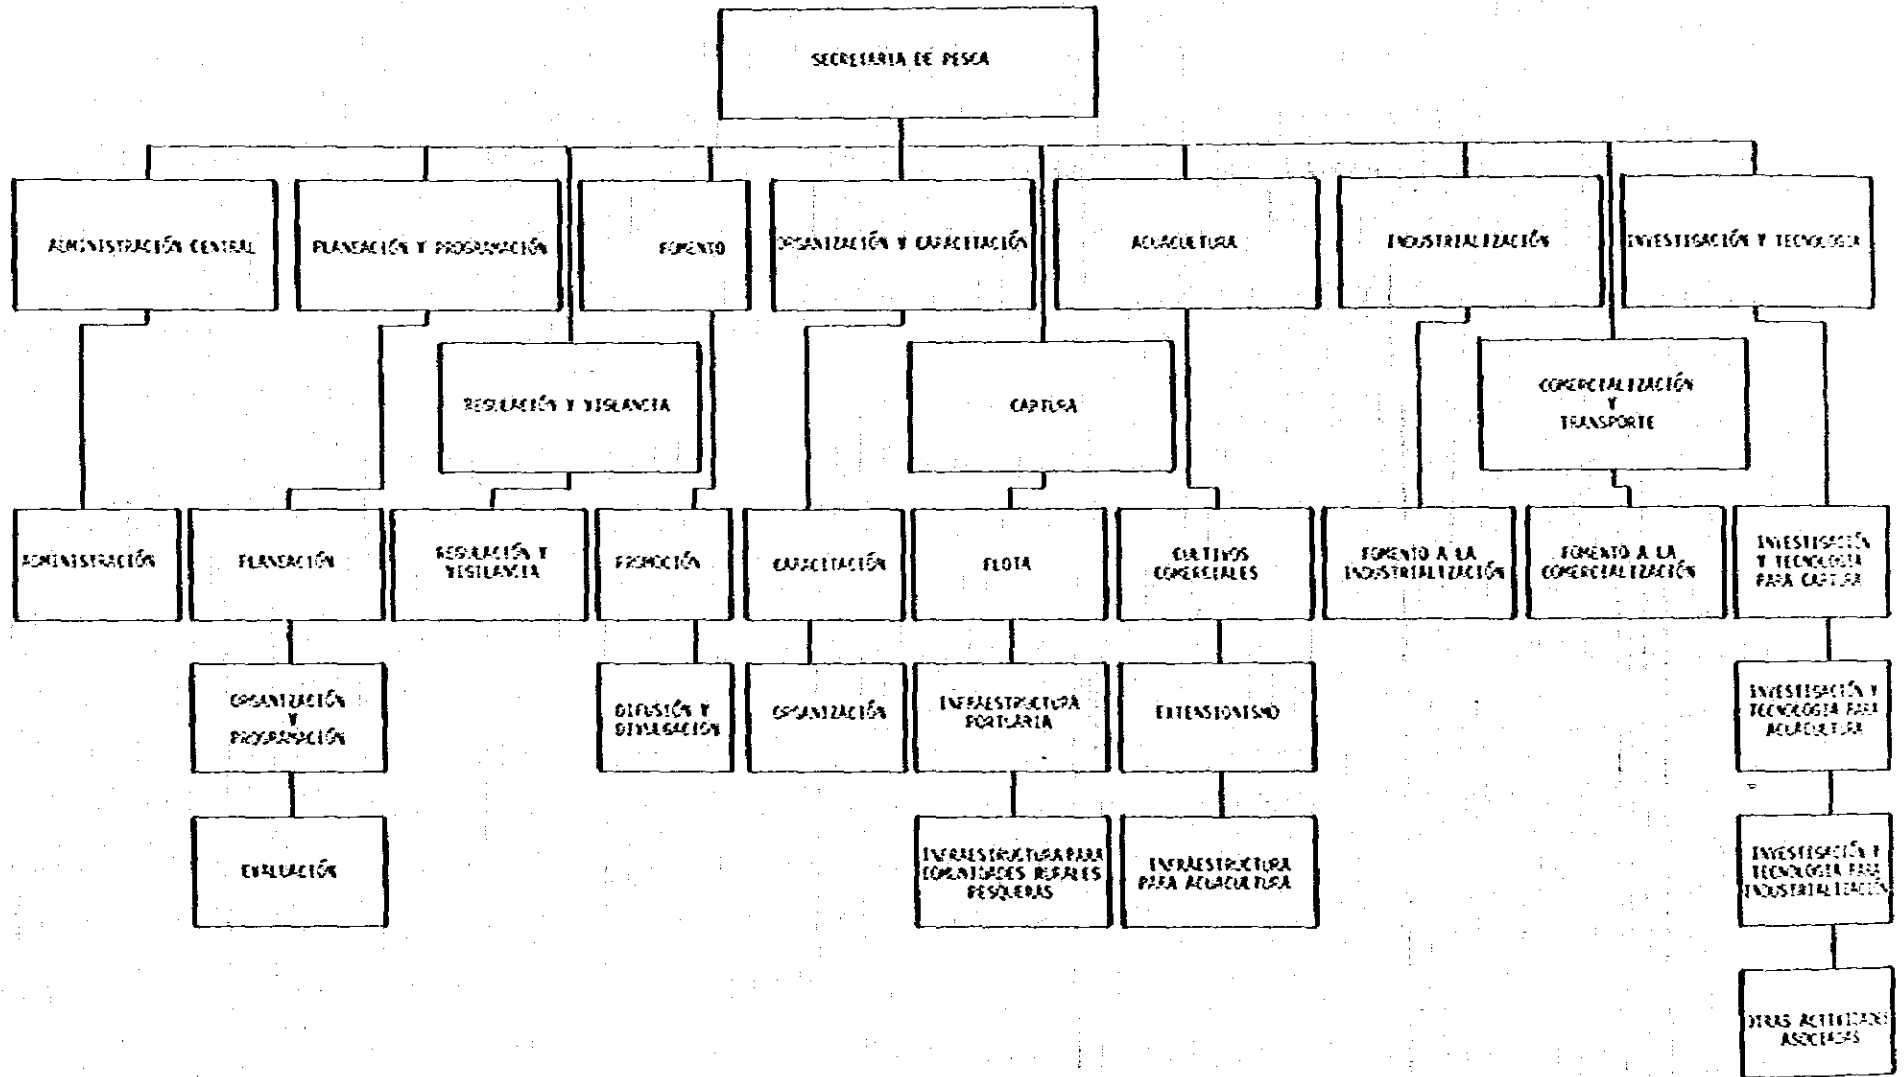 SECRETARIA DE PESCA
ADMINISTRACIÓN CENTRAL
PLANEACIÓN Y PROGRAMACIÓN
FOMENTO
ORGANIZACIÓN Y CAPACITACIÓN
ACUACULTURA
INDUSTRIALIZACIÓN
INVESTIGACIÓN Y TECNOLOGIA
REGULACIÓN Y VIGLANCIA
CAPTURA
COMERCIALIZACIÓN
Y
TRANSPORTE
ADMINISTRACIÓN
PLANEACIÓN
REGULACIÓN Y
VIGILANCIA
PROMOCIÓN
CAPACITACIÓN
FLOTA
CULTIVOS
COMERCIALES
FOMENTO A LA
INDUSTRIALIZACIÓN
FOMENTO A LA
COMERCIALIZACIÓN
INVESTIGACIÓN
Y TECNOLOGIA
PARA CAPTURA
ORGANIZACIÓN
Y
PROGRAMACIÓN
DIFUSIÓN Y
DIVULGACIÓN
ORGANIZACIÓN
INFRAESTRUCTURA
PORTUARIA
EXTENSIONISMO
INVESTIGACIÓN Y
TECNOLOGIA PARA
ACUACULTURA
EVALUACIÓN
INFRAESTRUCTURA PARA
COMUNIDADES RURALES
PESQUERAS
INFRAESTRUCTURA
PARA ACUACULTURA
INVESTIGACIÓN Y
TECNOLOGIA PARA
INDUSTRIALIZACIÓN
OTRAS ACTIVIDADES
ASOCIADAS